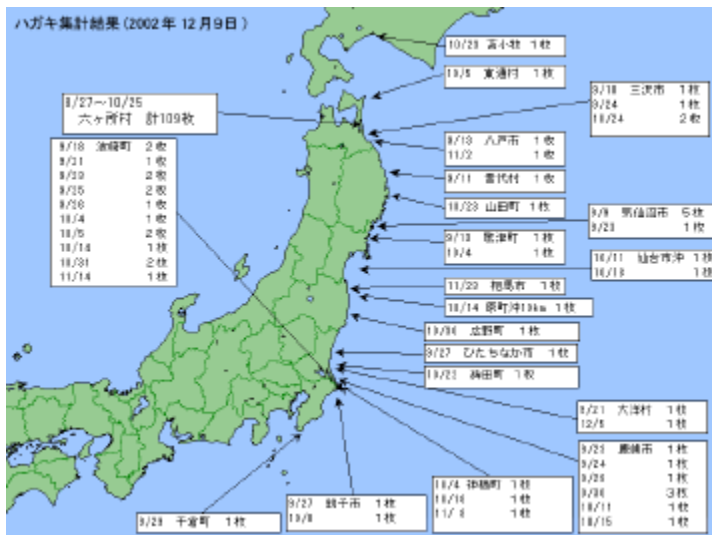 ハガキ集計結果(2002年 12月9日)
10/29 苫小牧 1枚
10/5 東通村 1枚
8/27～10/25
六ヶ所村 計109枚
9/18 三沢市 1枚
9/24 1枚
10/24 2枚
9/13 八戸市 1枚
11/2 1枚
9/18 波崎町 2枚
9/21 1枚
9/23 2枚
9/25 2枚
9/26 1枚
10/4 1枚
10/5 2枚
10/14 1枚
10/31 2枚
11/14 1枚
9/11 普代村 1枚
10/23 山田町 1枚
9/9 気仙沼市 5枚
9/23 1枚
9/13 1枚
10/4 1枚
10/11 仙台市沖 1枚
10/18 1枚
11/23 相馬市 1枚
10/14 原町沖10km 1枚
10/30 広野町 1枚
9/27 ひたちなか市 1枚
10/22 鉾田町 1枚
9/21 大洋村 1枚
12/5 1枚
9/23 鹿嶋市 1枚
9/24 1枚
9/26 1枚
9/30 3枚
10/11 1枚
10/15 1枚
10/4 神栖町 1枚
10/10 1枚
1枚
9/27 銚子市 1枚
10/8 1枚
9/29 千倉町 1枚